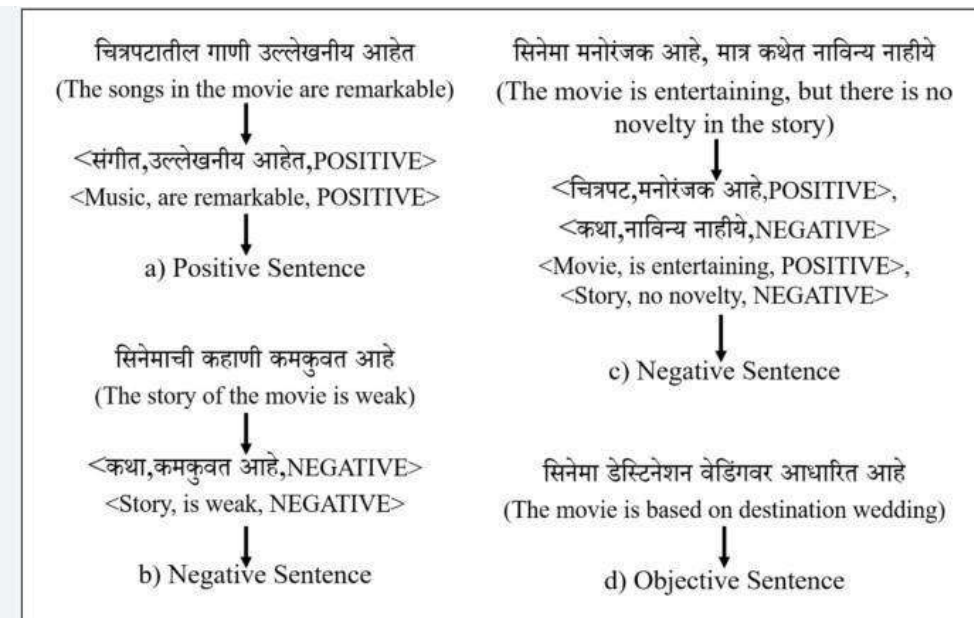 चित्रपटातील गाणी उल्लेखनीय आहेत
(The songs in the movie are remarkable)
<संगीत,उल्लेखनीय आहेत,POSITIVE>
<Music, are remarkable, POSITIVE>
a) Positive Sentence
सिनेमाची कहाणी कमकुवत आहे
(The story of the movie is weak)
<कथा,कमकुवत आहे,NEGATIVE>
<Story, is weak, NEGATIVE>
b) Negative Sentence
सिनेमा मनोरंजक आहे, मात्र कथेत नाविन्य नाहीये
(The movie is entertaining, but there is no
novelty in the story)
<चित्रपट,मनोरंजक आहे,POSITIVE>,
<कथा,नाविन्य नाहीये,NEGATIVE>
<Movie, is entertaining, POSITIVE>,
<Story, no novelty, NEGATIVE>
c) Negative Sentence
सिनेमा डेस्टिनेशन वेडिंगवर आधारित आहे
(The movie is based on destination wedding)
d) Objective Sentence